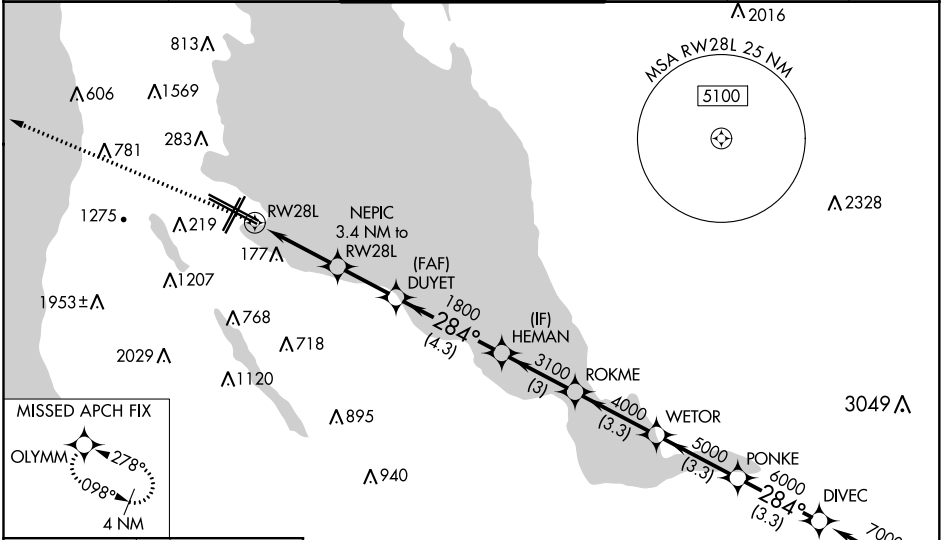 2016
MSA RW28L 25 NM
5100
813
606
1569
283
781
1275
219
RW28L
177
NEPIC
3.4 NM to
RW28L
(FAF)
DUYET
2328
1207
1953±
768
718
2029
1120
1800
284°
(4.3)
(IF)
HEMAN
3100
(3)
ROKME
4000
(3.3)
WETOR
5000
(3.3)
PONKE
6000
284°
(3.3)
DIVEC
7000
3049
895
940
MISSED APCH FIX
OLYMM
278°
098°
4 NM